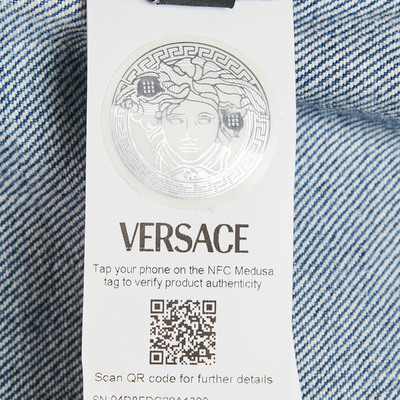 VERSACE
Tap your phone on the NFC Medusa
tag to verify product authenticity
Scan QR code for further details